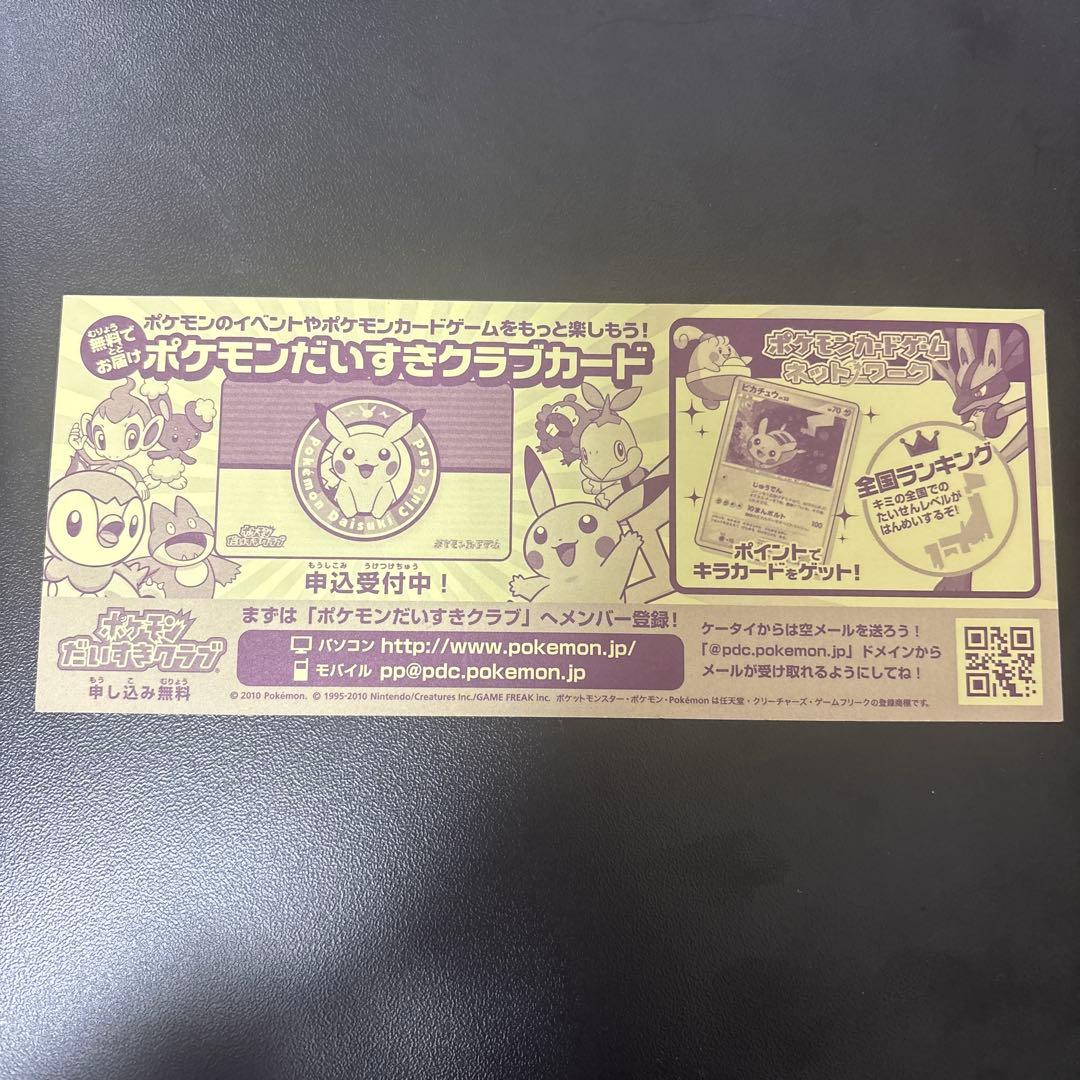 ポケモンのイベントやポケモンカードゲームをもっと楽しもう！
むりょう
無料で
とど
お届け
ポケモンだいすきクラブカード
Pokémon Daisuki Club Card
ポケモン
だいすきクラブ
ポケモンカードゲーム
もうしこみ うけつけちゅう
申込受付中！
ポケモンカードゲーム
ネットワーク
ピカチュウ
70
じゅうでん
10まんボルト 100
ポイントで
キラカードをゲット！
全国ランキング
キミの全国での
たいせんレベルが
はんめいするぞ！
ポケモン
だいすきクラブ
もう こ むりょう
申し込み無料
まずは「ポケモンだいすきクラブ」へメンバー登録！
パソコン http://www.pokemon.jp/
モバイル pp@pdc.pokemon.jp
ケータイからは空メールを送ろう！
「@pdc.pokemon.jp」ドメインから
メールが受け取れるようにしてね！
© 2010 Pokémon. © 1995-2010 Nintendo/Creatures Inc./GAME FREAK inc. ポケットモンスター・ポケモン・Pokémon は任天堂・クリーチャーズ・ゲームフリークの登録商標です。